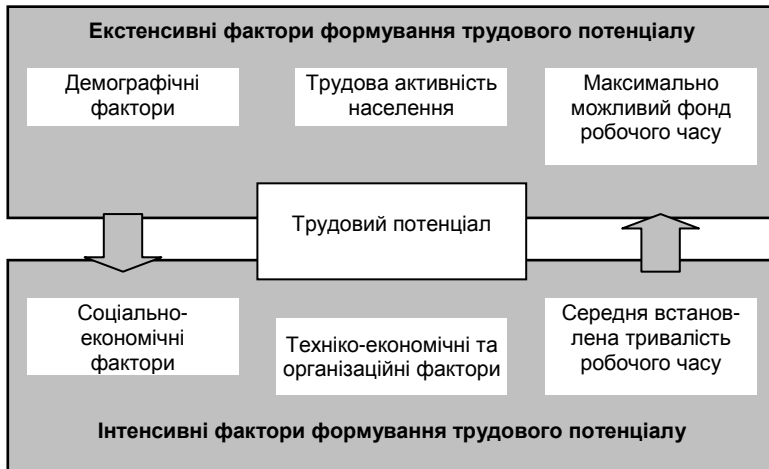 Екстенсивні фактори формування трудового потенціалу
Демографічні
фактори
Трудова активність
населення
Максимально
можливий фонд
робочого часу
Трудовий потенціал
Соціально-
економічні
фактори
Техніко-економічні та
організаційні фактори
Середня встанов-
лена тривалість
робочого часу
Інтенсивні фактори формування трудового потенціалу